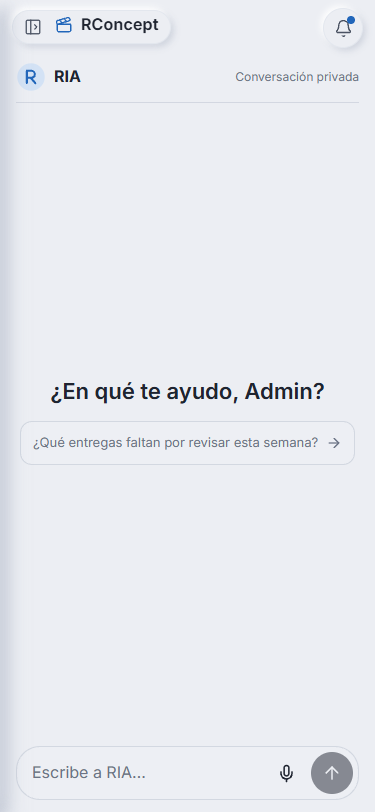 RConcept
R RIA
Conversación privada
¿En qué te ayudo, Admin?
¿Qué entregas faltan por revisar esta semana?
Escribe a RIA...